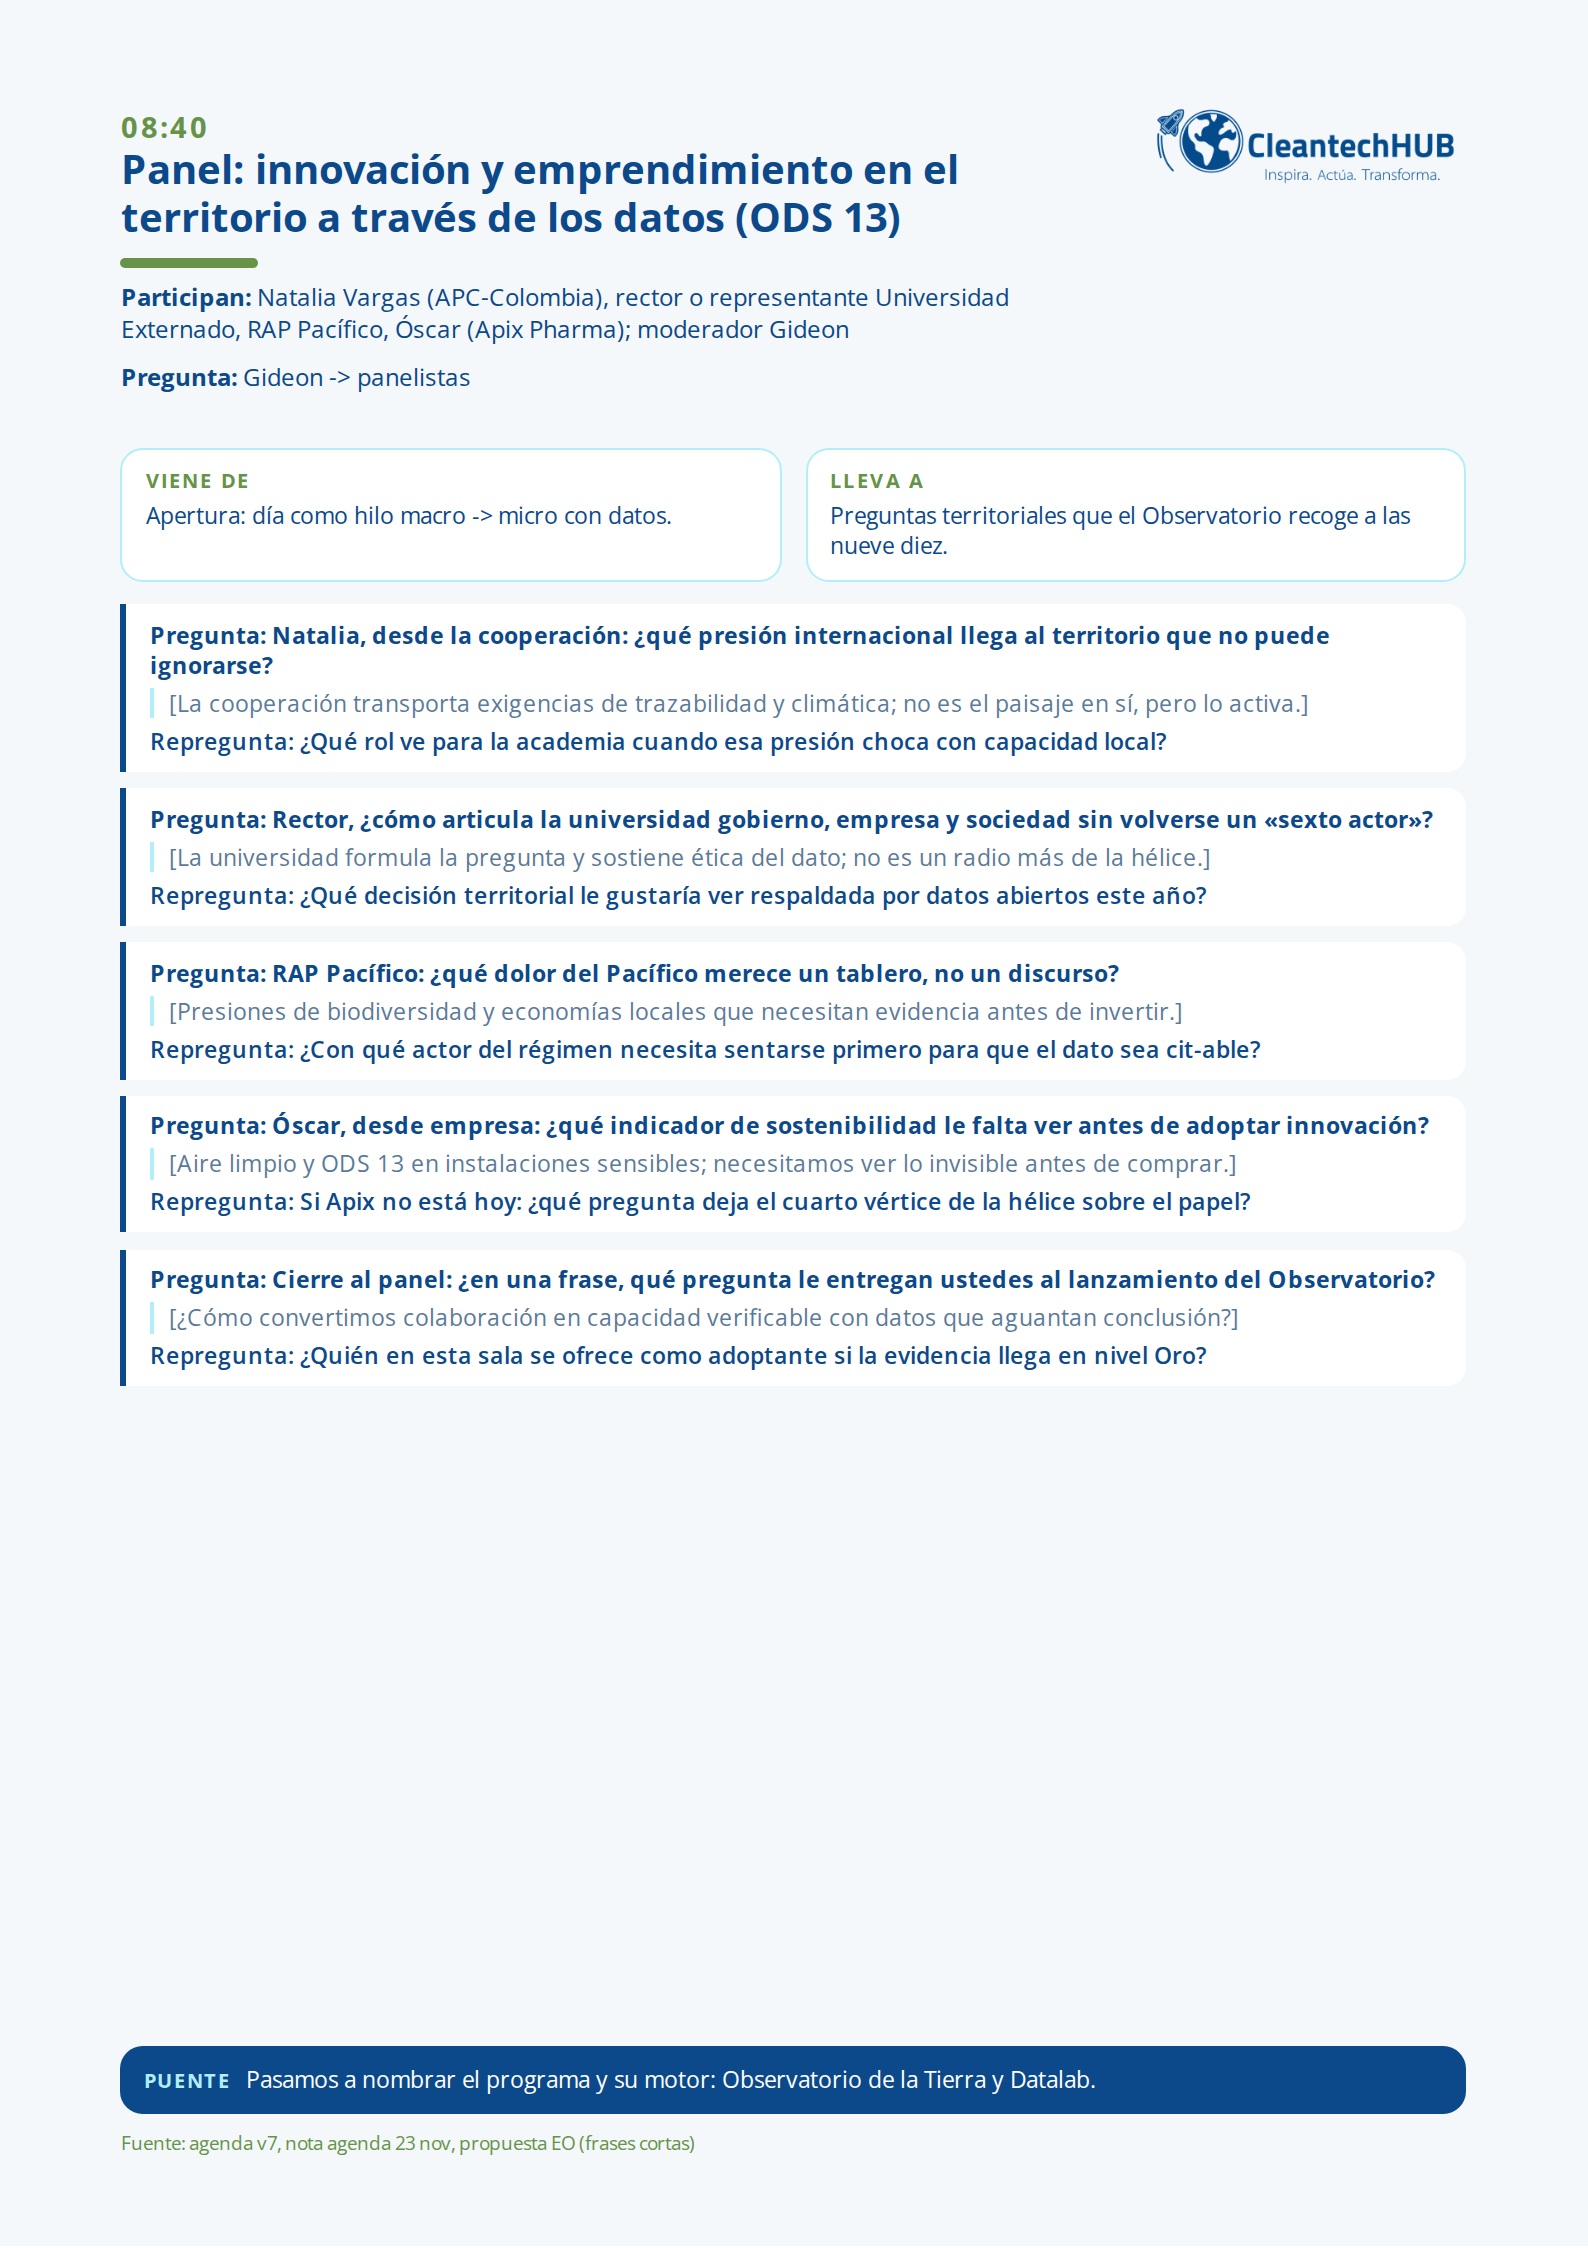 08:40
Panel: innovación y emprendimiento en el
territorio a través de los datos (ODS 13)
CleantechHUB
Inspira. Actúa. Transforma.
Participan: Natalia Vargas (APC-Colombia), rector o representante Universidad
Externado, RAP Pacífico, Óscar (Apix Pharma); moderador Gideon
Pregunta: Gideon -> panelistas
VIENE DE
Apertura: día como hilo macro -> micro con datos.
LLEVA A
Preguntas territoriales que el Observatorio recoge a las
nueve diez.
Pregunta: Natalia, desde la cooperación: ¿qué presión internacional llega al territorio que no puede
ignorarse?
[La cooperación transporta exigencias de trazabilidad y climática; no es el paisaje en sí, pero lo activa.]
Repregunta: ¿Qué rol ve para la academia cuando esa presión choca con capacidad local?
Pregunta: Rector, ¿cómo articula la universidad gobierno, empresa y sociedad sin volverse un «sexto actor»?
[La universidad formula la pregunta y sostiene ética del dato; no es un radio más de la hélice.]
Repregunta: ¿Qué decisión territorial le gustaría ver respaldada por datos abiertos este año?
Pregunta: RAP Pacífico: ¿qué dolor del Pacífico merece un tablero, no un discurso?
[Presiones de biodiversidad y economías locales que necesitan evidencia antes de invertir.]
Repregunta: ¿Con qué actor del régimen necesita sentarse primero para que el dato sea cit-able?
Pregunta: Óscar, desde empresa: ¿qué indicador de sostenibilidad le falta ver antes de adoptar innovación?
[Aire limpio y ODS 13 en instalaciones sensibles; necesitamos ver lo invisible antes de comprar.]
Repregunta: Si Apix no está hoy: ¿qué pregunta deja el cuarto vértice de la hélice sobre el papel?
Pregunta: Cierre al panel: ¿en una frase, qué pregunta le entregan ustedes al lanzamiento del Observatorio?
[¿Cómo convertimos colaboración en capacidad verificable con datos que aguantan conclusión?]
Repregunta: ¿Quién en esta sala se ofrece como adoptante si la evidencia llega en nivel Oro?
PUENTE Pasamos a nombrar el programa y su motor: Observatorio de la Tierra y Datalab.
Fuente: agenda v7, nota agenda 23 nov, propuesta EO (frases cortas)